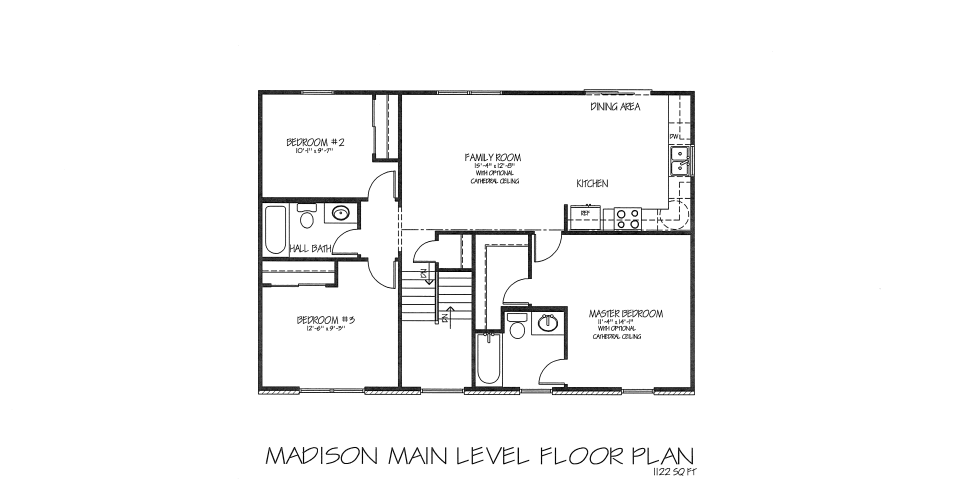 DINING AREA
DW
BEDROOM #2
10'-1" x 9'-7"
FAMILY ROOM
15'-4" x 12'-8"
WITH OPTIONAL
CATHEDRAL CEILING
KITCHEN
REF
HALL BATH
DN
DN
BEDROOM #3
12'-6" x 9'-3"
MASTER BEDROOM
11'-4" x 14'-1"
WITH OPTIONAL
CATHEDRAL CEILING
MADISON MAIN LEVEL FLOOR PLAN
1122 SQ FT